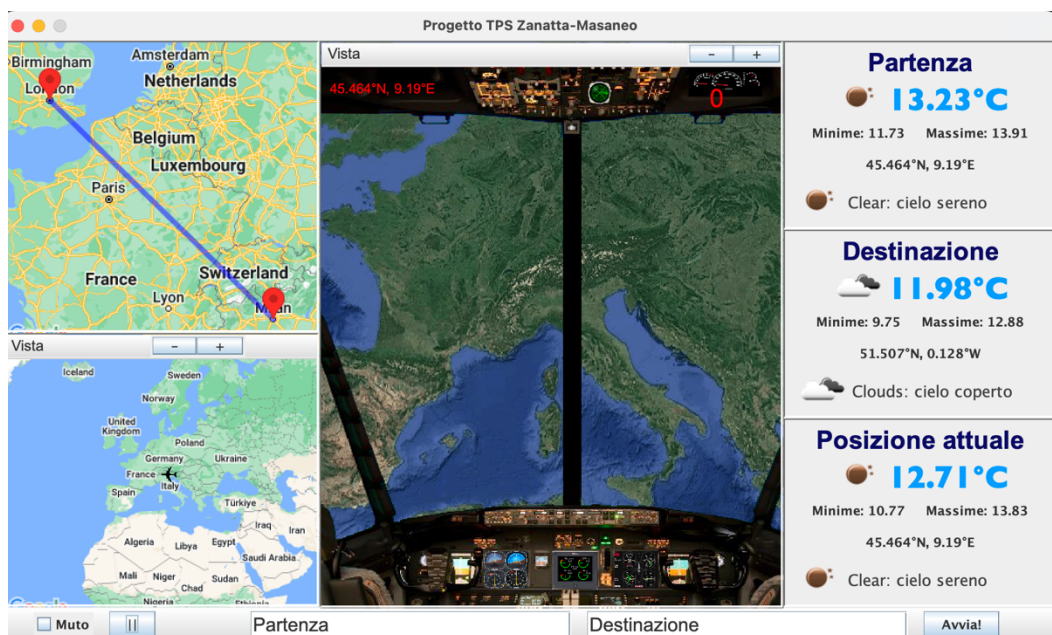 Progetto TPS Zanatta-Masaneo
Birmingham
Amsterdam
London
Netherlands
Belgium
Luxembourg
Paris
France
Switzerland
Lyon
Milan
Vista
- +
Iceland
Sweden
Norway
United
Kingdom
Poland
Germany
Ukraine
France
Italy
Spain
Türkiye
Iraq
Iran
Algeria
Libya
Egypt
Saudi Arabia
Mali
Niger
Chad
Sudan
Nigeria
Vista
- +
45.464°N, 9.19°E
0
Partenza
13.23°C
Minime: 11.73 Massime: 13.91
45.464°N, 9.19°E
Clear: cielo sereno
Destinazione
11.98°C
Minime: 9.75 Massime: 12.88
51.507°N, 0.128°W
Clouds: cielo coperto
Posizione attuale
12.71°C
Minime: 10.77 Massime: 13.83
45.464°N, 9.19°E
Clear: cielo sereno
Muto || Partenza Destinazione Avvia!